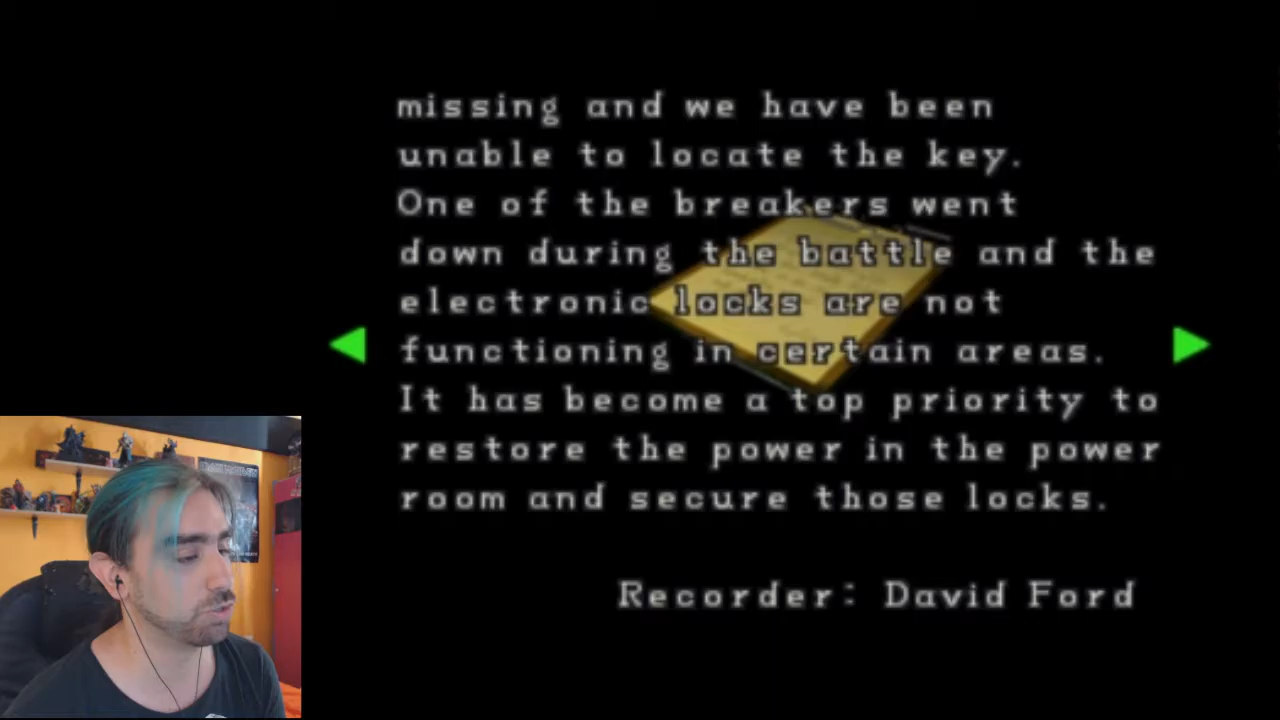 missing and we have been
unable to locate the key.
One of the breakers went
down during the battle and the
electronic locks are not
functioning in certain areas.
It has become a top priority to
restore the power in the power
room and secure those locks.
Recorder: David Ford